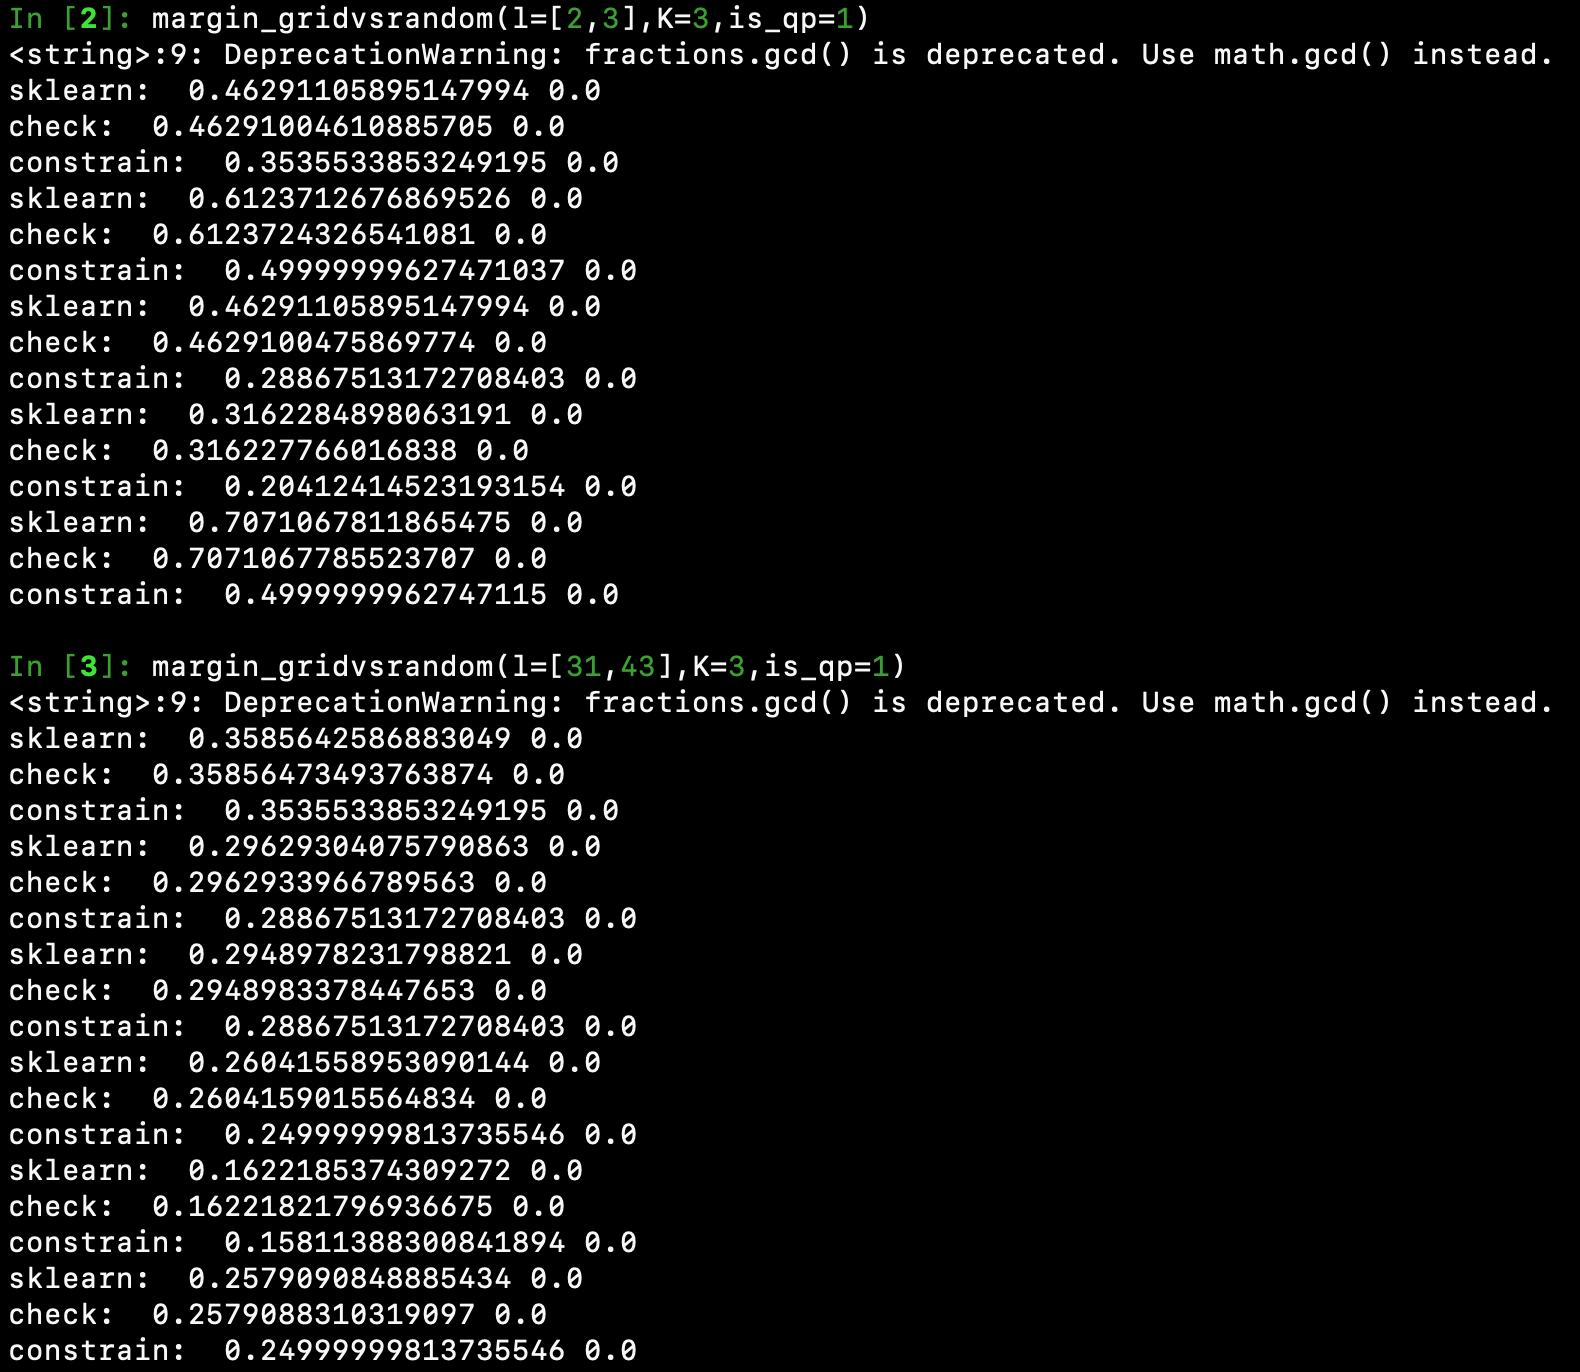 In [2]: margin_gridvsrandom(l=[2,3],K=3,is_qp=1)
<string>:9: DeprecationWarning: fractions.gcd() is deprecated. Use math.gcd() instead.
sklearn:  0.46291105895147994 0.0
check:  0.46291004610885705 0.0
constrain:  0.3535533853249195 0.0
sklearn:  0.6123712676869526 0.0
check:  0.6123724326541081 0.0
constrain:  0.49999999627471037 0.0
sklearn:  0.46291105895147994 0.0
check:  0.4629100475869774 0.0
constrain:  0.28867513172708403 0.0
sklearn:  0.3162284898063191 0.0
check:  0.316227766016838 0.0
constrain:  0.20412414523193154 0.0
sklearn:  0.7071067811865475 0.0
check:  0.7071067785523707 0.0
constrain:  0.4999999962747115 0.0
In [3]: margin_gridvsrandom(l=[31,43],K=3,is_qp=1)
<string>:9: DeprecationWarning: fractions.gcd() is deprecated. Use math.gcd() instead.
sklearn:  0.3585642586883049 0.0
check:  0.35856473493763874 0.0
constrain:  0.3535533853249195 0.0
sklearn:  0.29629304075790863 0.0
check:  0.2962933966789563 0.0
constrain:  0.28867513172708403 0.0
sklearn:  0.2948978231798821 0.0
check:  0.2948983378447653 0.0
constrain:  0.28867513172708403 0.0
sklearn:  0.26041558953090144 0.0
check:  0.2604159015564834 0.0
constrain:  0.24999999813735546 0.0
sklearn:  0.1622185374309272 0.0
check:  0.16221821796936675 0.0
constrain:  0.15811388300841894 0.0
sklearn:  0.2579090848885434 0.0
check:  0.2579088310319097 0.0
constrain:  0.24999999813735546 0.0